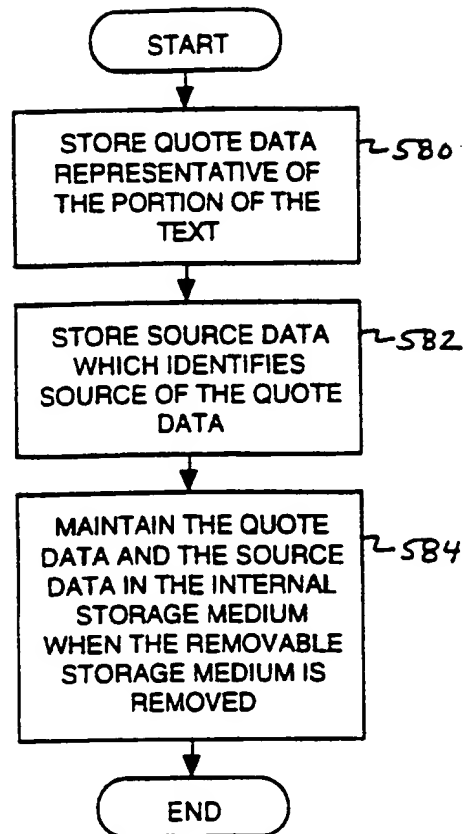 START
STORE QUOTE DATA
REPRESENTATIVE OF
THE PORTION OF THE
TEXT
580
STORE SOURCE DATA
WHICH IDENTIFIES
SOURCE OF THE QUOTE
DATA
582
MAINTAIN THE QUOTE
DATA AND THE SOURCE
DATA IN THE INTERNAL
STORAGE MEDIUM
WHEN THE REMOVABLE
STORAGE MEDIUM IS
REMOVED
584
END